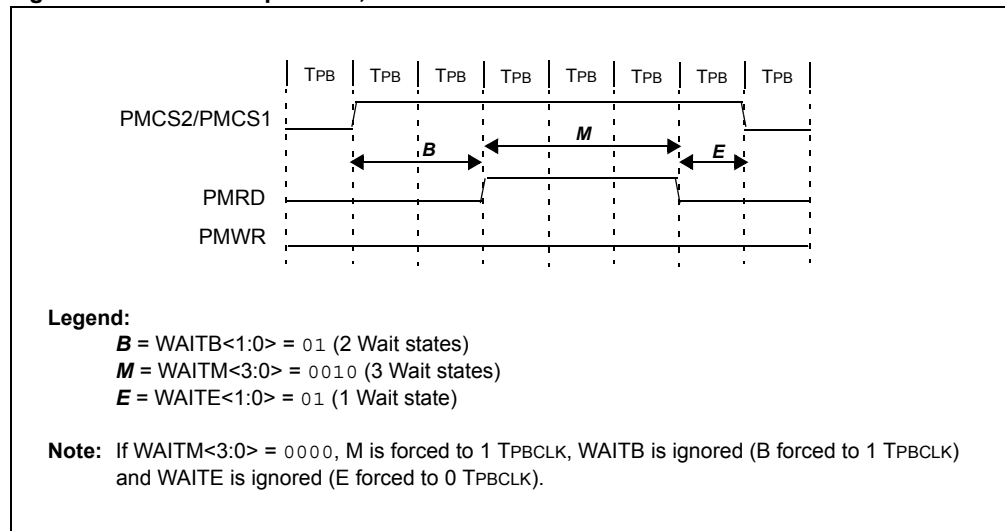 TPB TPB TPB TPB TPB TPB TPB TPB
PMCS2/PMCS1
B M E
PMRD
PMWR
Legend:
B = WAITB<1:0> = 01 (2 Wait states)
M = WAITM<3:0> = 0010 (3 Wait states)
E = WAITE<1:0> = 01 (1 Wait state)
Note: If WAITM<3:0> = 0000, M is forced to 1 TPBCLK, WAITB is ignored (B forced to 1 TPBCLK)
and WAITE is ignored (E forced to 0 TPBCLK).